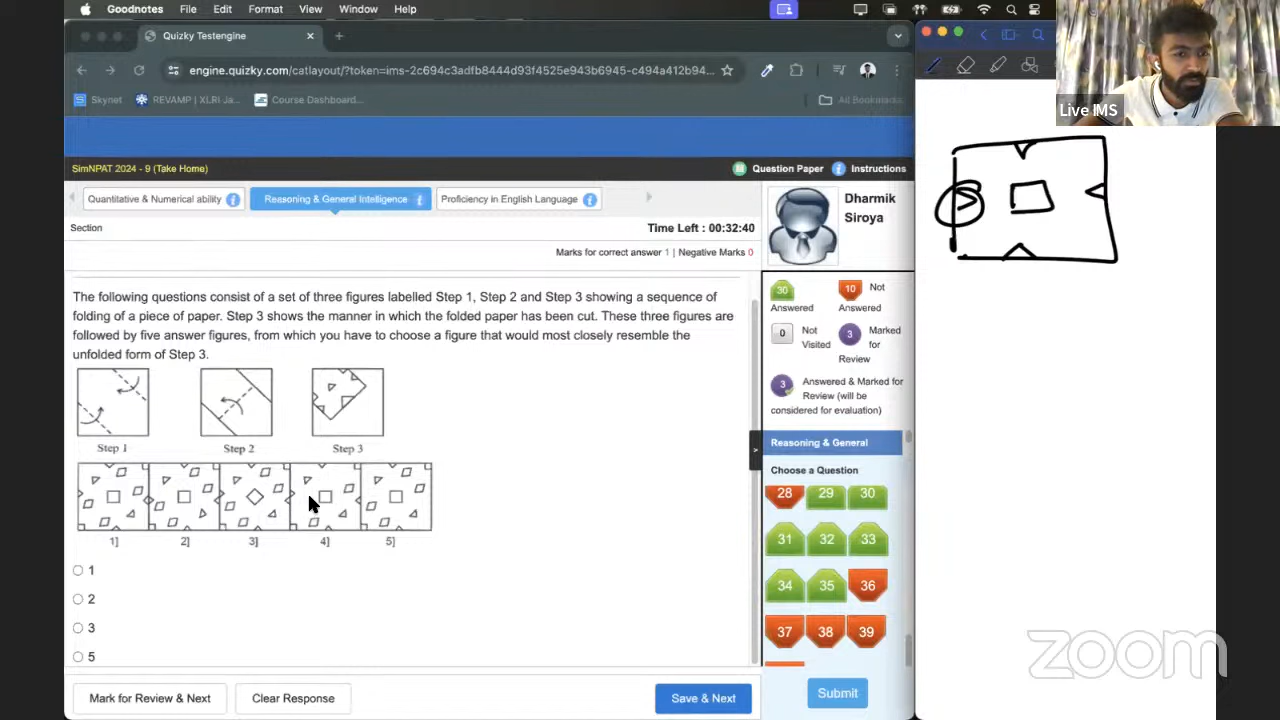 Goodnotes File Edit Format View Window Help
Quizky Testengine
engine.quizky.com/catlayout/?token=ims-2c694c3adfb8444d93f4525e943b6945-c494a412b94...
Skynet REVAMP | XLRI Ja... Course Dashboard... All Bookmarks
Live IMS
SimNPAT 2024 - 9 (Take Home) Question Paper Instructions
Quantitative & Numerical ability Reasoning & General Intelligence Proficiency in English Language
Section Time Left : 00:32:40
Marks for correct answer 1 | Negative Marks 0
Dharmik
Siroya
The following questions consist of a set of three figures labelled Step 1, Step 2 and Step 3 showing a sequence of
folding of a piece of paper. Step 3 shows the manner in which the folded paper has been cut. These three figures are
followed by five answer figures, from which you have to choose a figure that would most closely resemble the
unfolded form of Step 3.
Step 1 Step 2 Step 3
1] 2] 3] 4] 5]
1
2
3
5
Mark for Review & Next Clear Response Save & Next
30 Answered
10 Not Answered
0 Not Visited
3 Marked for Review
3 Answered & Marked for
Review (will be
considered for evaluation)
Reasoning & General
Choose a Question
28 29 30
31 32 33
34 35 36
37 38 39
Submit
zoom